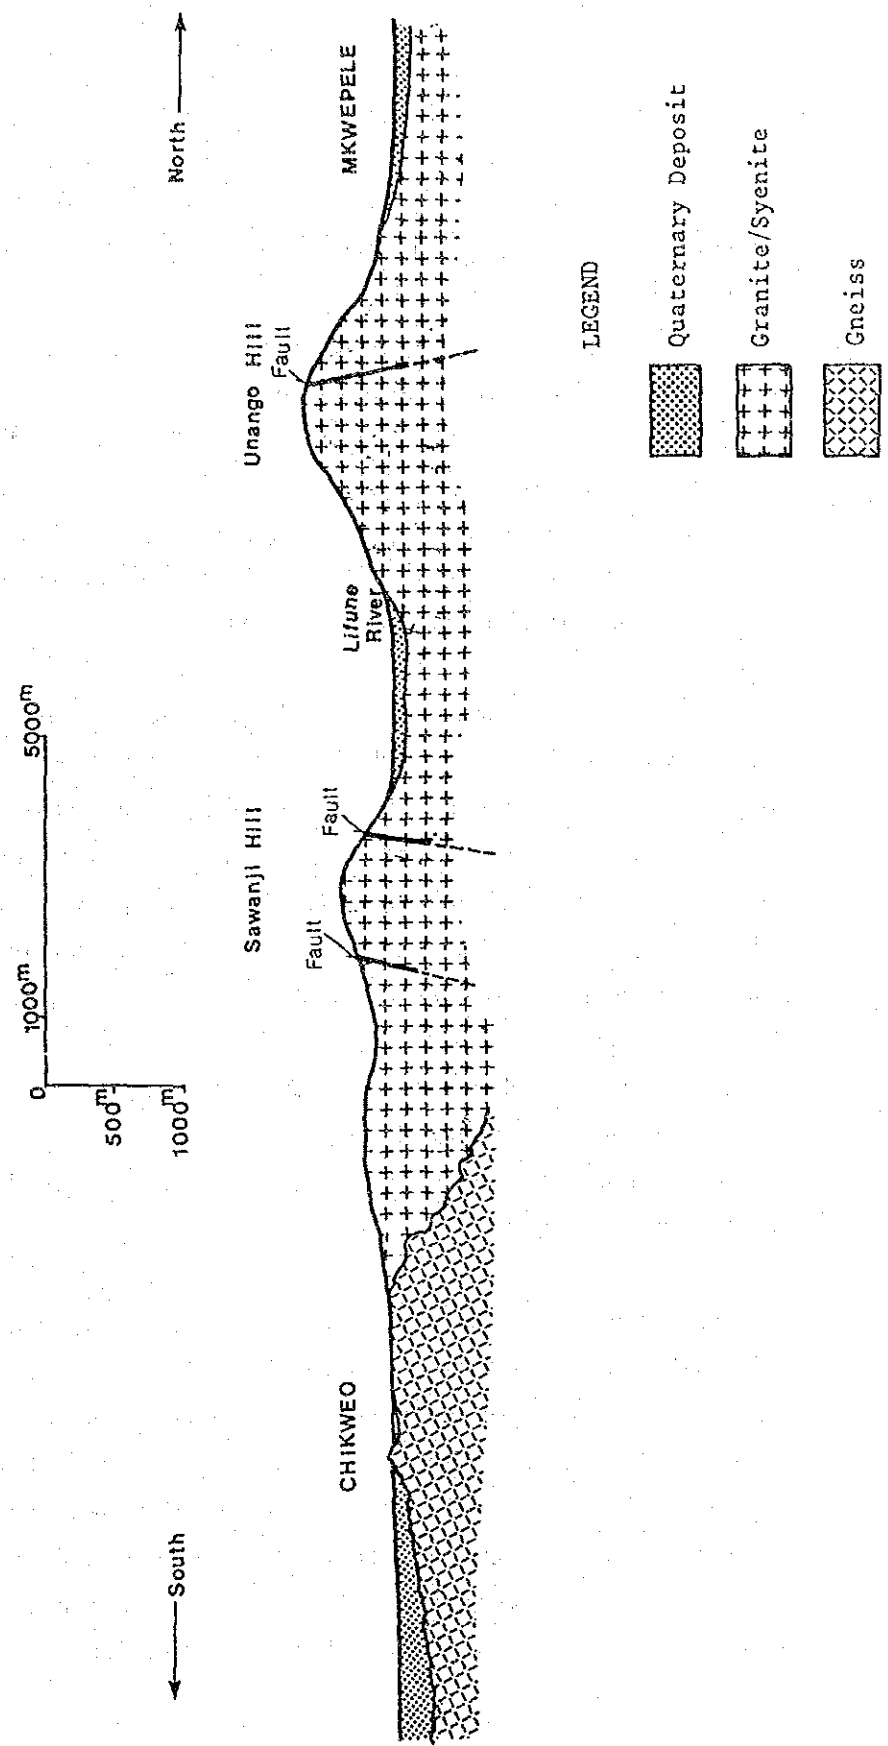 South
North
0
1000m
5000m
500m
1000m
CHIKWEO
Sawanji Hill
Fault
Fault
Lifune
River
Unango Hill
Fault
MKWEPELE
LEGEND
Quaternary Deposit
Granite/Syenite
Gneiss